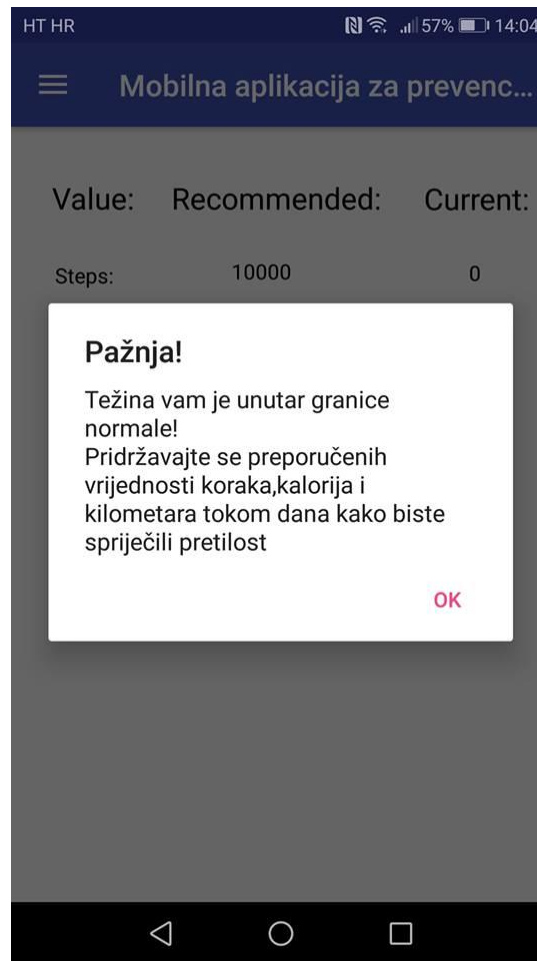 HT HR 57% 14:04
Mobilna aplikacija za prevenc...
Value: Recommended: Current:
Steps: 10000 0
Pažnja!
Težina vam je unutar granice
normale!
Pridržavajte se preporučenih
vrijednosti koraka,kalorija i
kilometara tokom dana kako biste
spriječili pretilost
OK